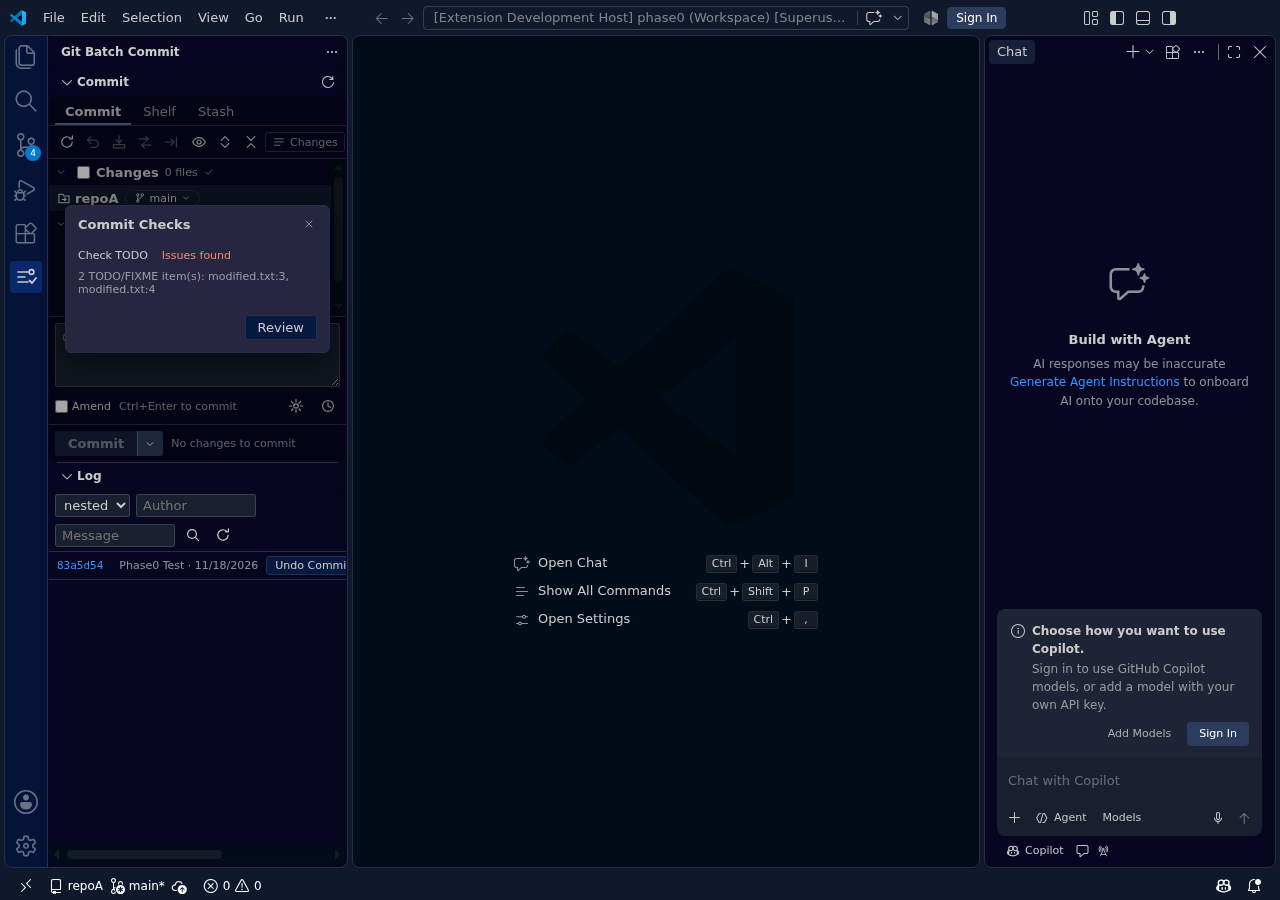 File Edit Selection View Go Run
[Extension Development Host] phase0 (Workspace) [Superus…
Sign In
Git Batch Commit
Commit
Commit Shelf Stash
Changes
Changes 0 files
repoA main
Commit Checks
Check TODO Issues found
2 TODO/FIXME item(s): modified.txt:3,
modified.txt:4
Review
Amend Ctrl+Enter to commit
Commit No changes to commit
Log
nested Author
Message
83a5d54 Phase0 Test · 11/18/2026 Undo Commi
4
Open Chat Ctrl + Alt + I
Show All Commands Ctrl + Shift + P
Open Settings Ctrl + ,
Chat
Build with Agent
AI responses may be inaccurate
Generate Agent Instructions to onboard
AI onto your codebase.
Choose how you want to use
Copilot.
Sign in to use GitHub Copilot
models, or add a model with your
own API key.
Add Models Sign In
Chat with Copilot
Agent Models
Copilot
repoA main* 0 0